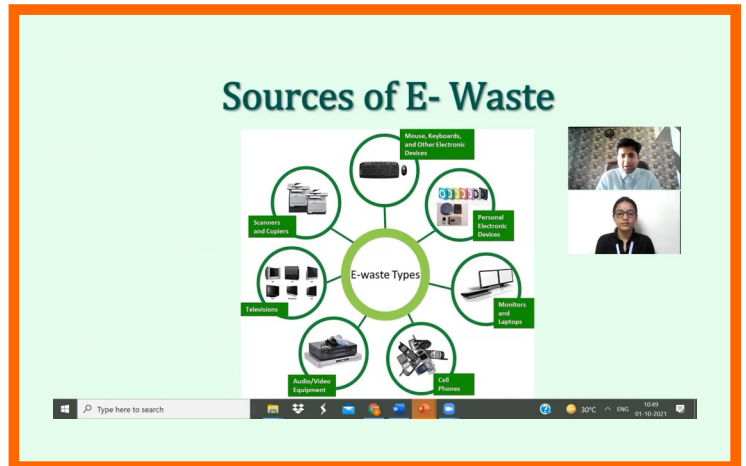 Sources of E- Waste
Mouse, Keyboards,
and Other Electronic
Devices
Scanners
and Copiers
Personal
Electronic
Devices
E-waste Types
Televisions
Monitors
and
Laptops
Audio/Video
Equipment
Cell
Phones
Type here to search
30°C ENG
10:49
01-10-2021